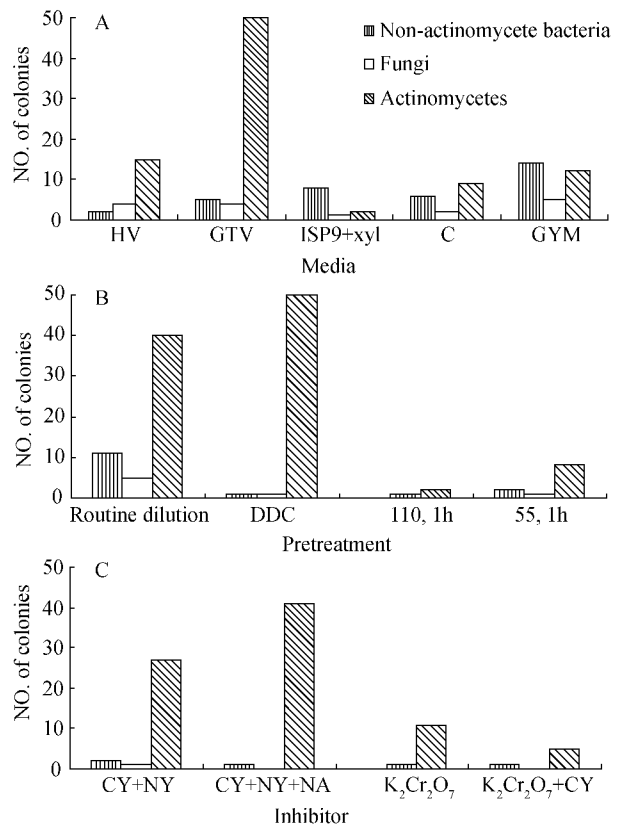 A
Non-actinomycete bacteria
Fungi
Actinomycetes
NO. of colonies
50
40
30
20
10
0
HV GTV ISP9+xyl C GYM
Media
B
NO. of colonies
50
40
30
20
10
0
Routine dilution DDC 110, 1h 55, 1h
Pretreatment
C
NO. of colonies
50
40
30
20
10
0
CY+NY CY+NY+NA K₂Cr₂O₇ K₂Cr₂O₇+CY
Inhibitor